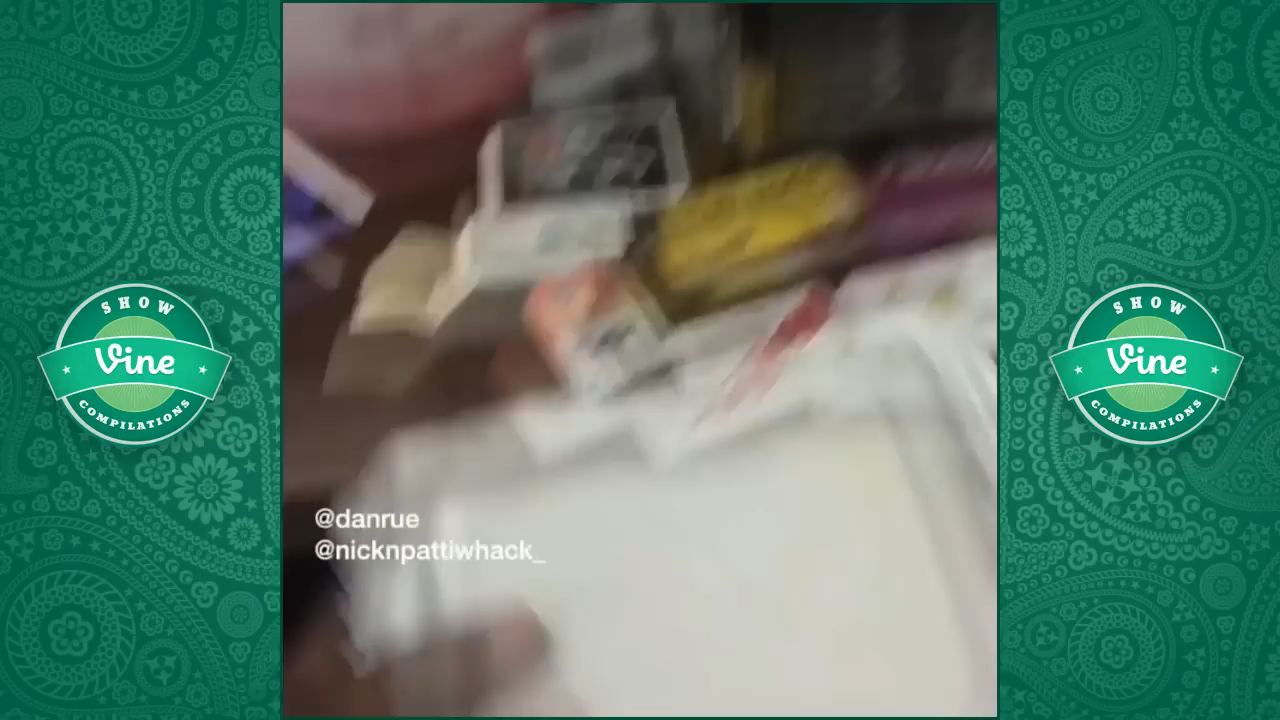 SHOW
Vine
COMPILATIONS
@danrue
@nicknpattiwhack_
SHOW
Vine
COMPILATIONS